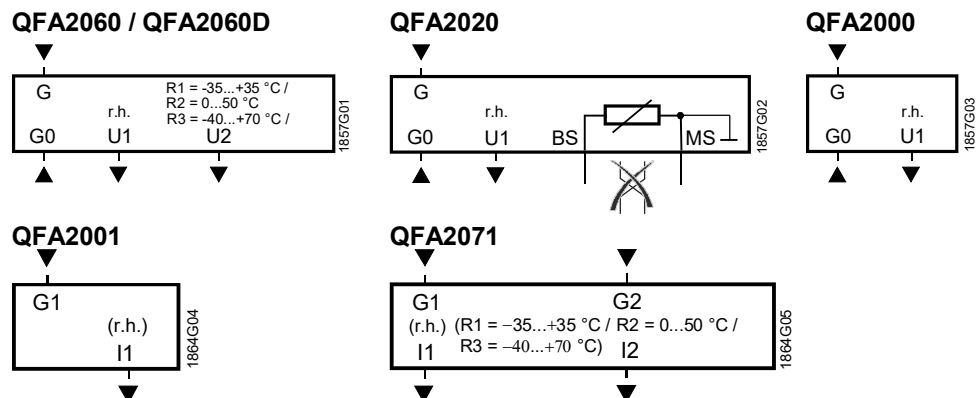 QFA2060 / QFA2060D
G
R1 = -35...+35 °C /
R2 = 0...50 °C
R3 = -40...+70 °C /
r.h.
G0 U1 U2
1857G01
QFA2020
G
r.h.
G0 U1 BS MS
1857G02
QFA2000
G
r.h.
G0 U1
1857G03
QFA2001
G1
(r.h.)
I1
1864G04
QFA2071
G1 G2
(r.h.) (R1 = −35...+35 °C / R2 = 0...50 °C /
R3 = −40...+70 °C)
I1 I2
1864G05